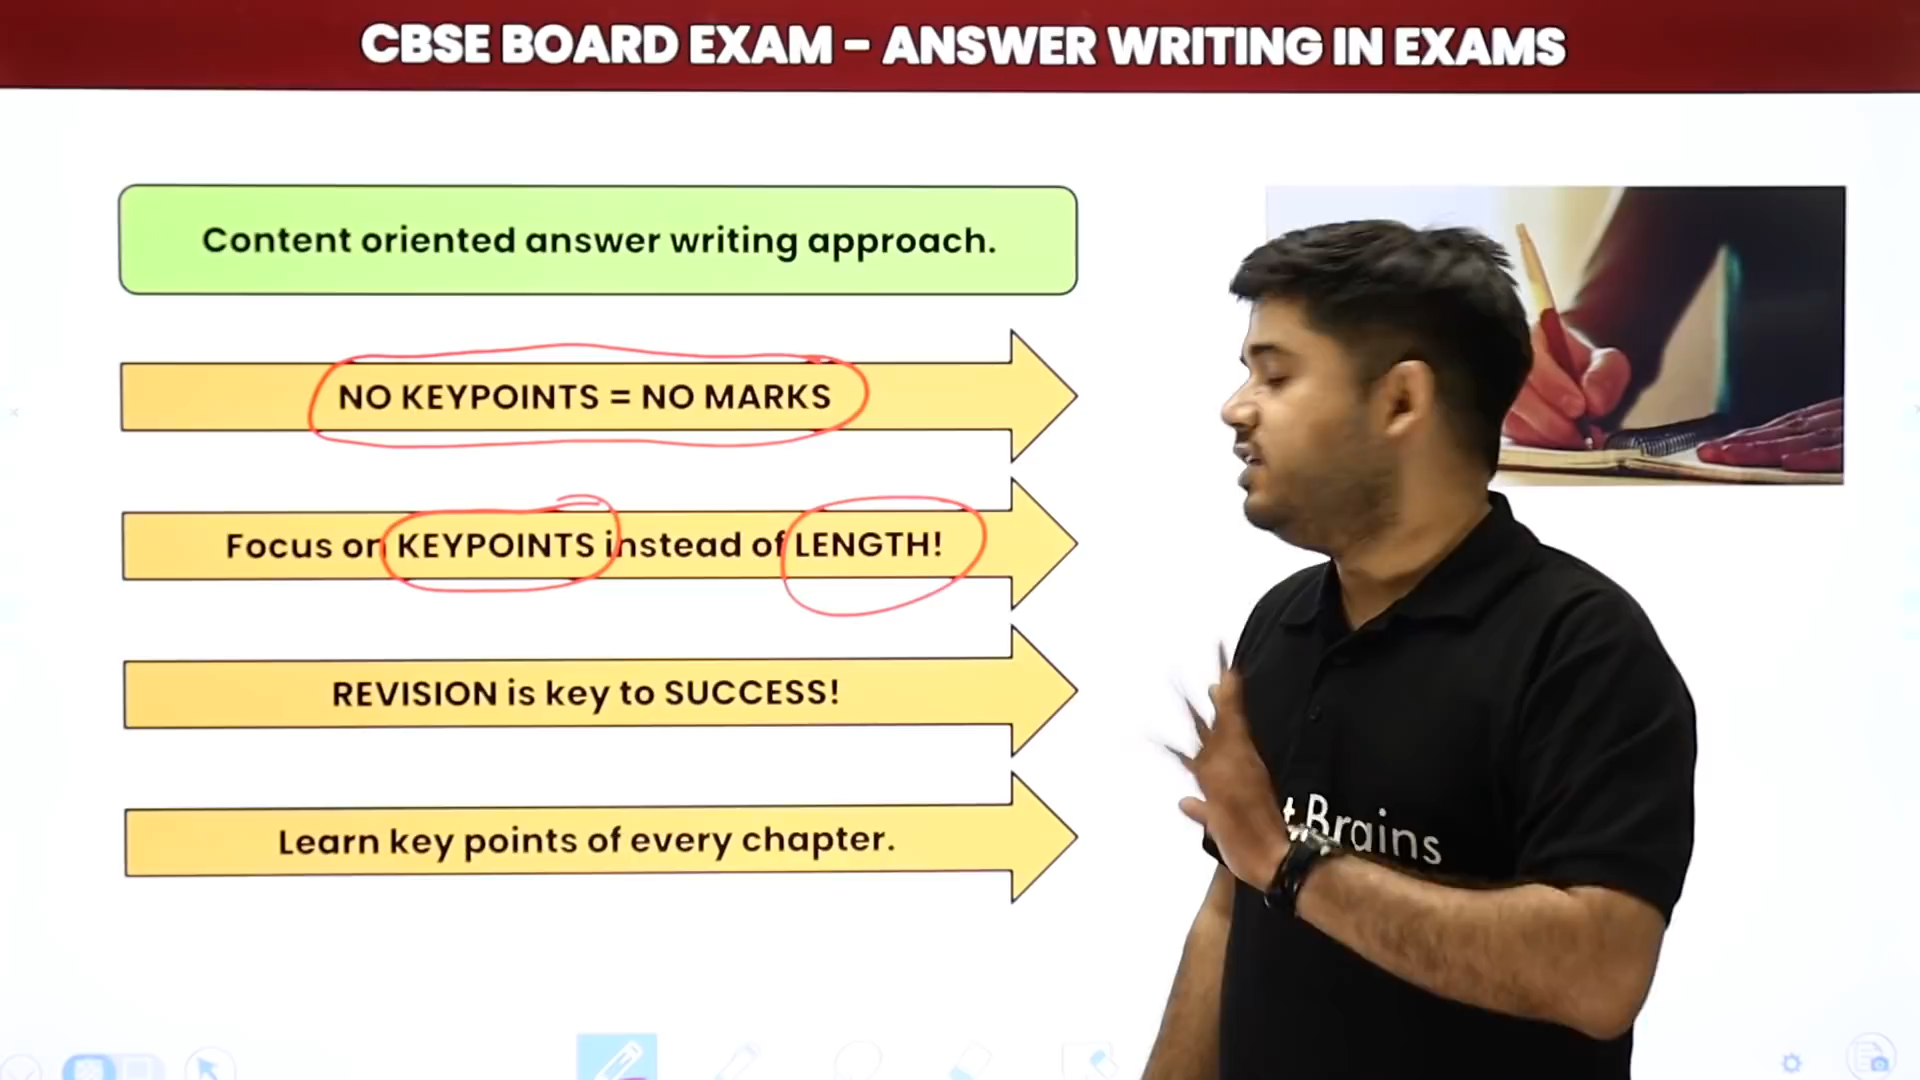 CBSE BOARD EXAM - ANSWER WRITING IN EXAMS
Content oriented answer writing approach.
NO KEYPOINTS = NO MARKS
Focus on KEYPOINTS instead of LENGTH!
REVISION is key to SUCCESS!
Learn key points of every chapter.
Brains